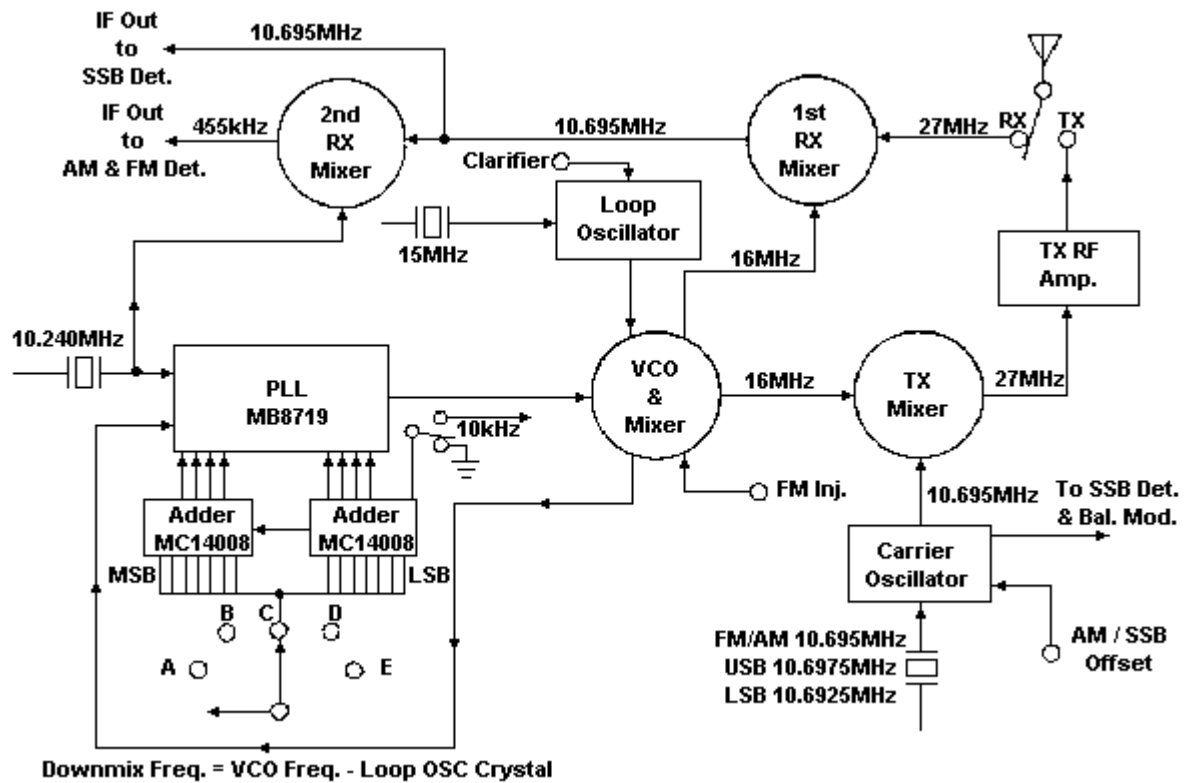 IF Out
to
SSB Det.
10.695MHz
IF Out
to
AM & FM Det.
455kHz
2nd
RX
Mixer
10.695MHz
1st
RX
Mixer
27MHz
RX
TX
Clarifier
Loop
Oscillator
15MHz
16MHz
TX RF
Amp.
10.240MHz
PLL
MB8719
10kHz
VCO
&
Mixer
16MHz
TX
Mixer
27MHz
FM Inj.
10.695MHz
To SSB Det.
& Bal. Mod.
Adder
MC14008
Adder
MC14008
MSB
LSB
Carrier
Oscillator
A
B
C
D
E
FM/AM 10.695MHz
USB 10.6975MHz
LSB 10.6925MHz
AM / SSB
Offset
Downmix Freq. = VCO Freq. - Loop OSC Crystal